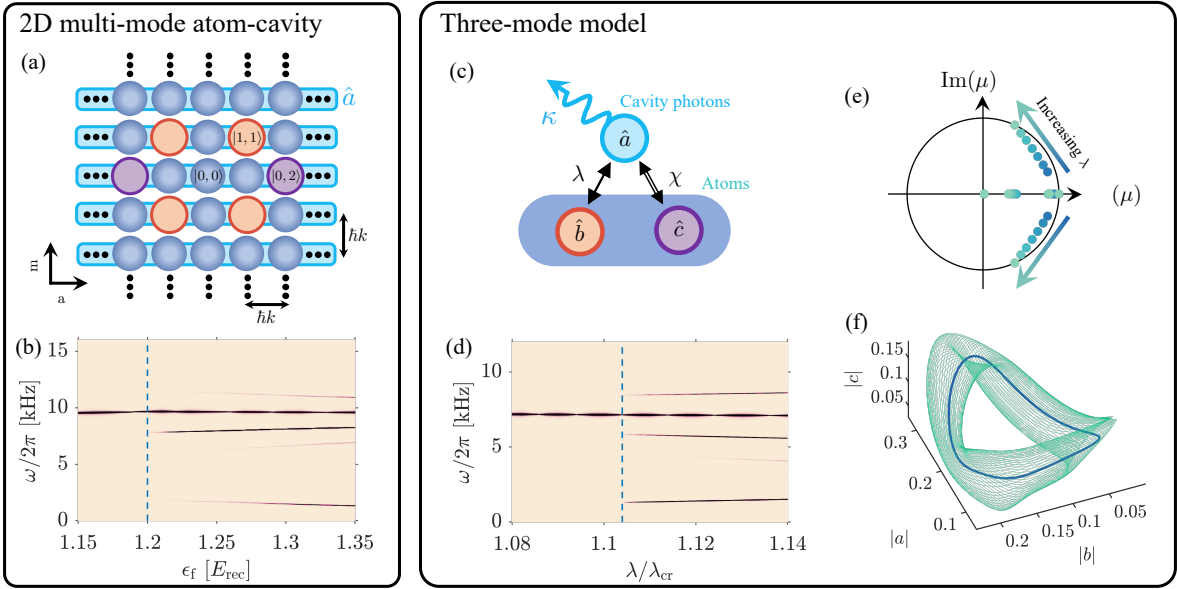 2D multi-mode atom-cavity
(a)
â
|1, 1⟩
|0, 0⟩
|0, 2⟩
ħk
m
a
ħk
(b)
15
10
5
0
ω/2π [kHz]
1.15
1.2
1.25
1.3
1.35
ϵf [Erec]
Three-mode model
(c)
Cavity photons
κ
â
λ
χ
Atoms
b̂
ĉ
(d)
10
5
0
ω/2π [kHz]
1.08
1.1
1.12
1.14
λ/λcr
(e)
Im(μ)
Increasing λ
(μ)
(f)
0.15
0.1
0.05
|c|
0.3
0.2
0.1
|a|
0.2
0.15
0.1
0.05
|b|